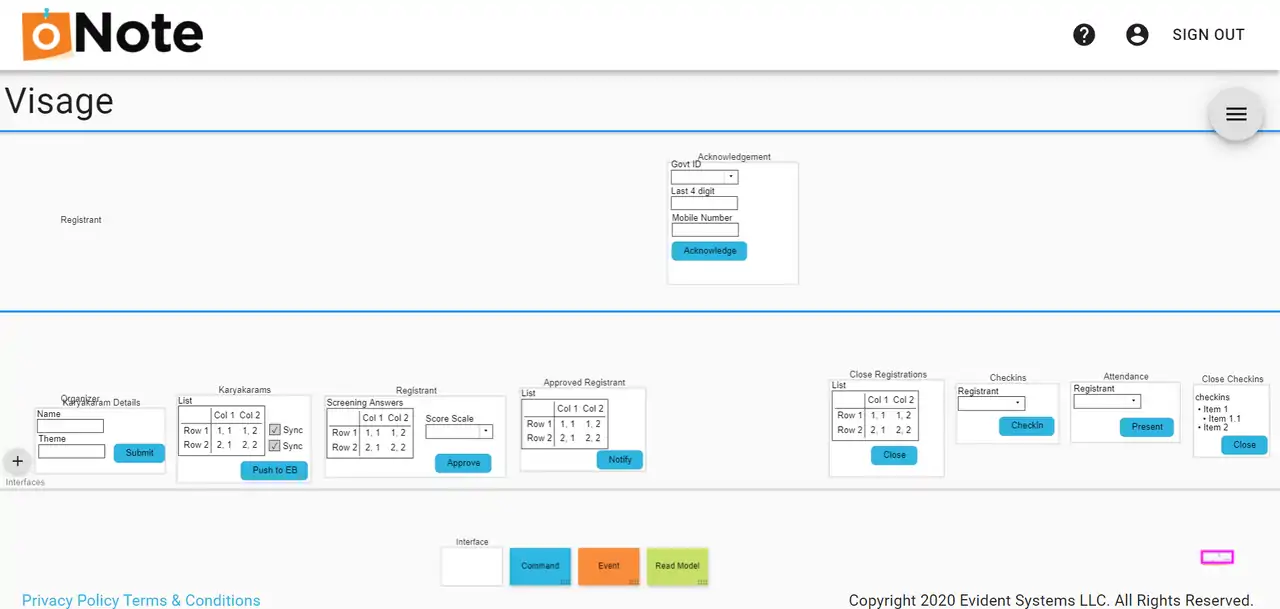 oNote
SIGN OUT
Visage
Registrant
Acknowledgement
Govt ID
Last 4 digit
Mobile Number
Acknowledge
Organizer
Karyakaram Details
Name
Theme
Submit
Interfaces
Karyakarams
List
Col 1 Col 2
Row 1 1, 1 1, 2
Row 2 2, 1 2, 2
Sync
Sync
Push to EB
Registrant
Screening Answers
Col 1 Col 2
Row 1 1, 1 1, 2
Row 2 2, 1 2, 2
Score Scale
Approve
Approved Registrant
List
Col 1 Col 2
Row 1 1, 1 1, 2
Row 2 2, 1 2, 2
Notify
Close Registrations
List
Col 1 Col 2
Row 1 1, 1 1, 2
Row 2 2, 1 2, 2
Close
Checkins
Registrant
Checkin
Attendance
Registrant
Present
Close Checkins
checkins
• Item 1
• Item 1.1
• Item 2
Close
Interface
Command
Event
Read Model
Privacy Policy Terms & Conditions
Copyright 2020 Evident Systems LLC. All Rights Reserved.